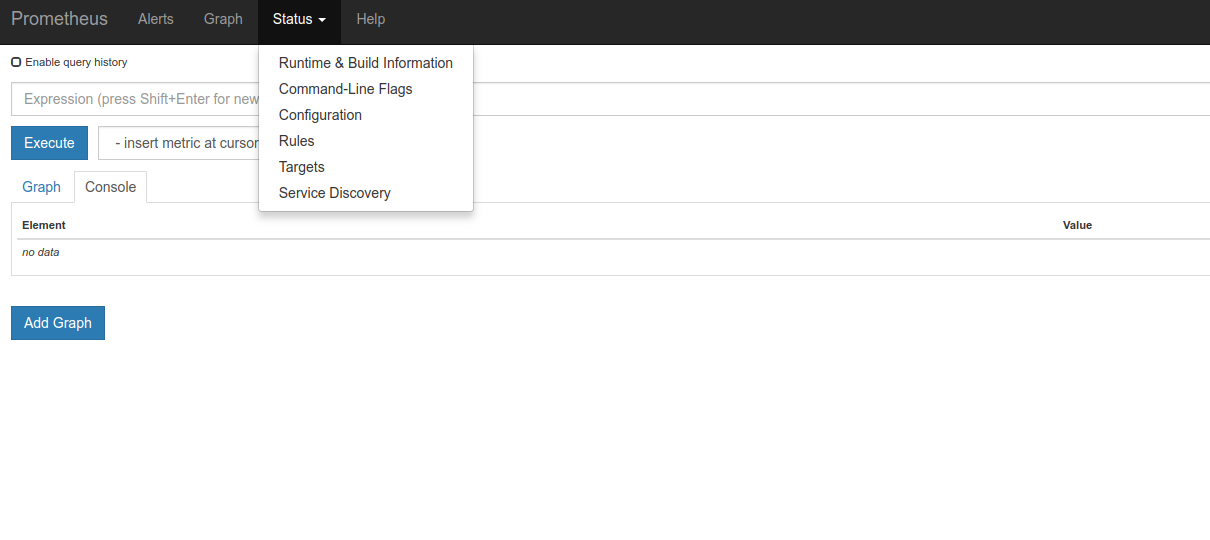 Prometheus Alerts Graph Status Help
Enable query history
Runtime & Build Information
Command-Line Flags
Configuration
Rules
Targets
Service Discovery
Expression (press Shift+Enter for new
Execute
- insert metric at cursor
Graph Console
Element Value
no data
Add Graph